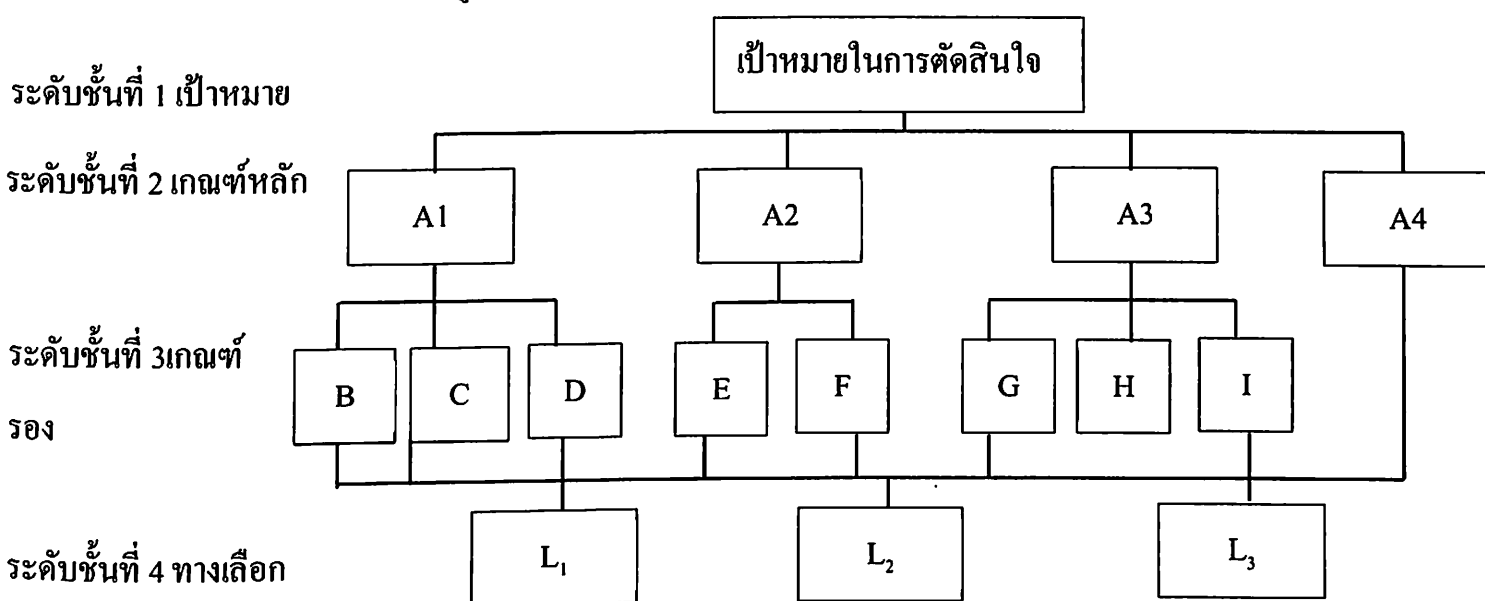 เป้าหมายในการตัดสินใจ
ระดับชั้นที่ 1 เป้าหมาย
ระดับชั้นที่ 2 เกณฑ์หลัก
A1
A2
A3
A4
ระดับชั้นที่ 3เกณฑ์
รอง
B
C
D
E
F
G
H
I
ระดับชั้นที่ 4 ทางเลือก
L₁
L₂
L₃